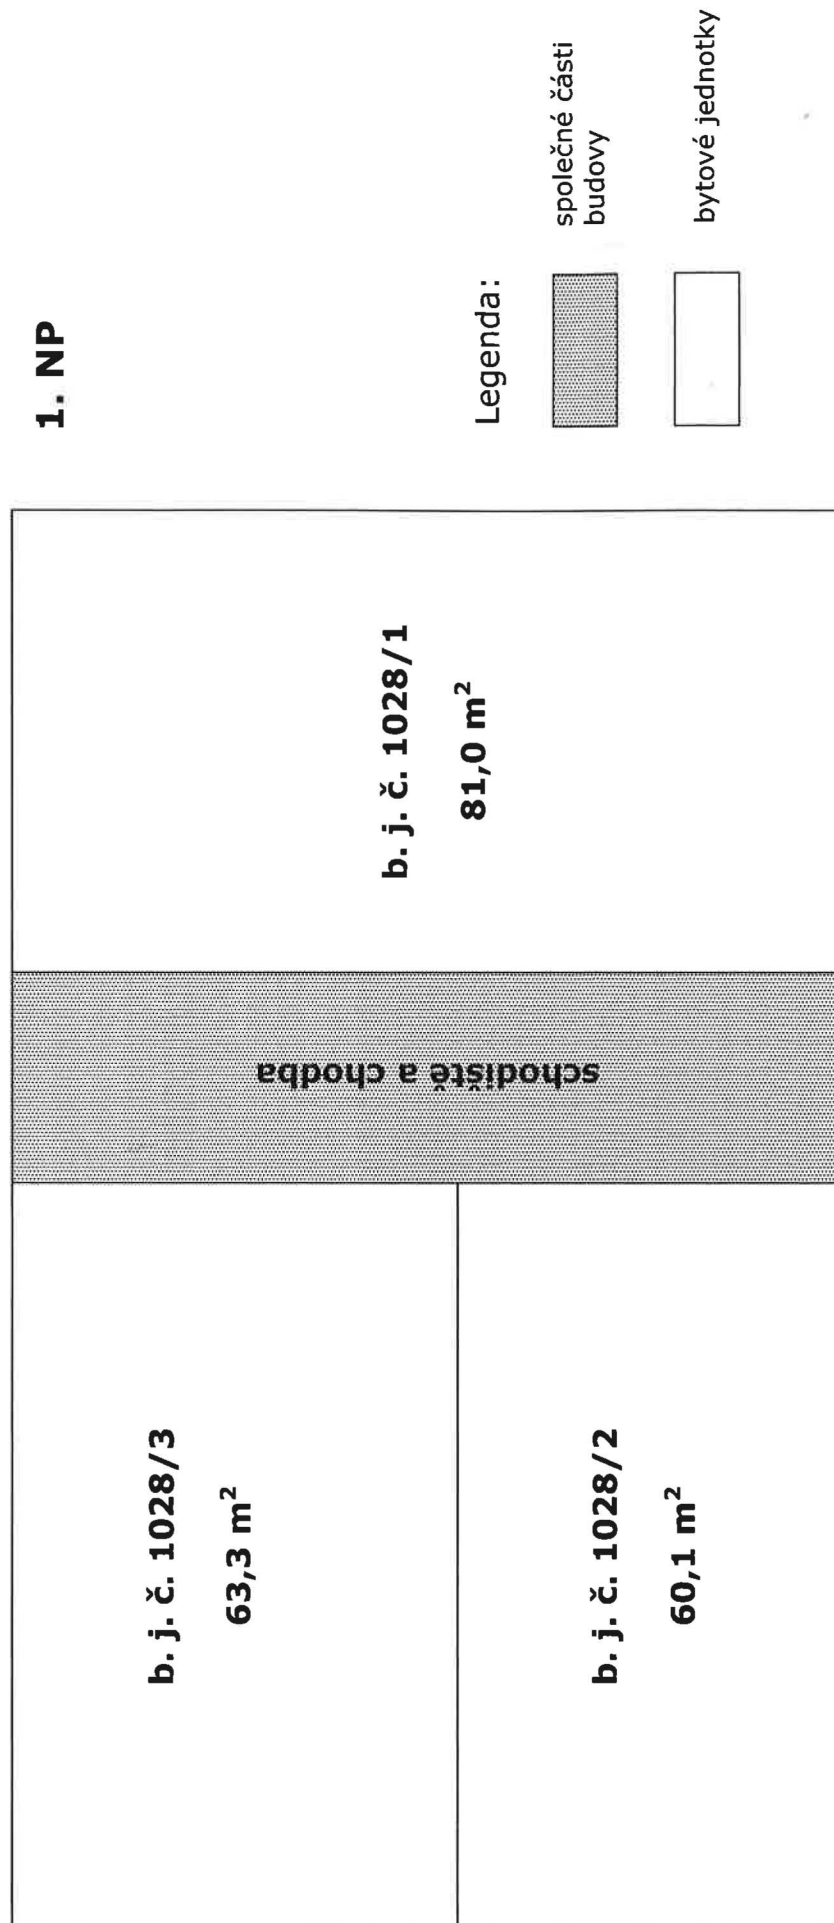 1. NP
b. j. č. 1028/3
63,3 m²
schodiště a chodba
b. j. č. 1028/1
81,0 m²
b. j. č. 1028/2
60,1 m²
Legenda:
společné části
budovy
bytové jednotky